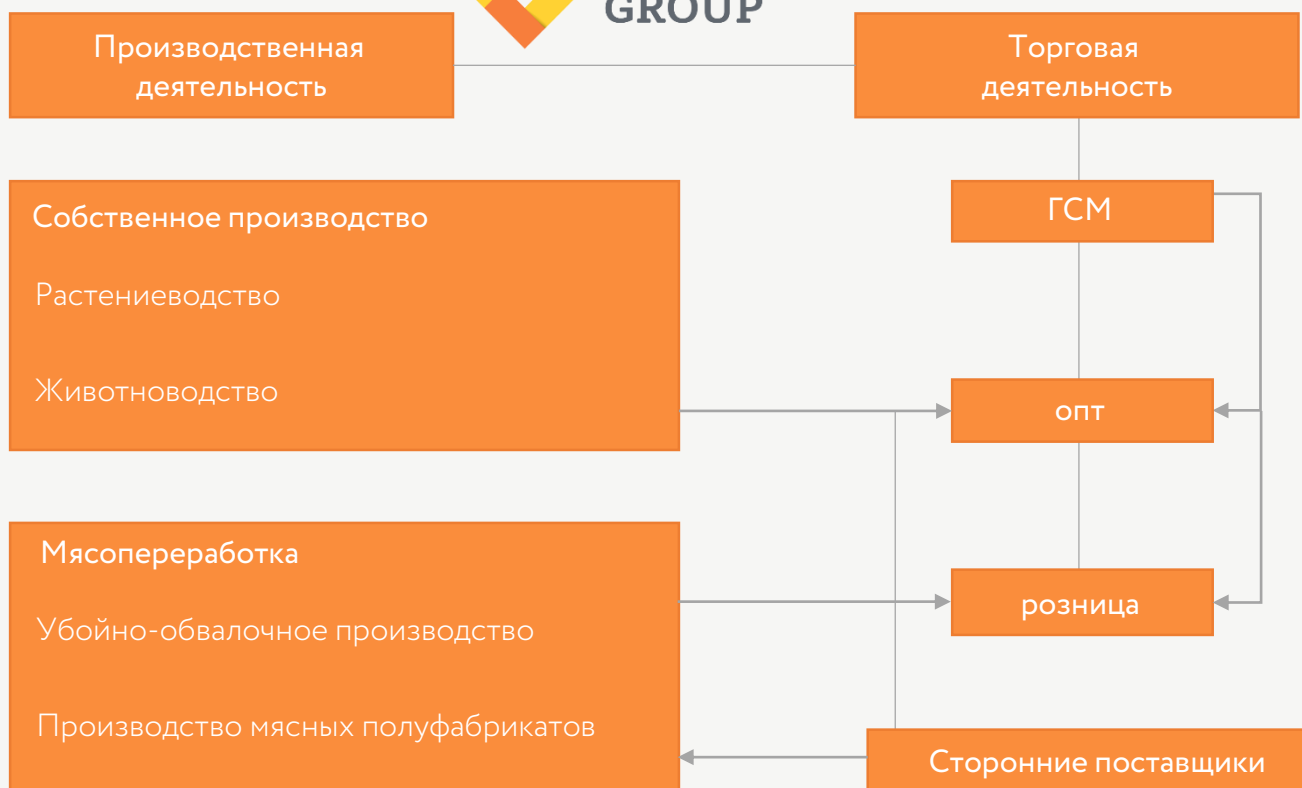 GROUP
Производственная
деятельность
Торговая
деятельность
Собственное производство
Растениеводство
Животноводство
ГСМ
опт
Мясопереработка
Убойно-обвалочное производство
Производство мясных полуфабрикатов
розница
Сторонние поставщики